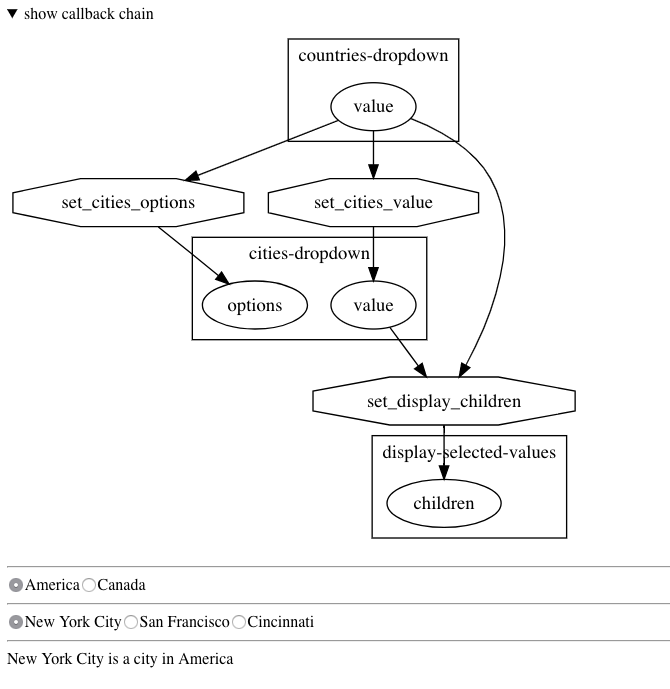 ▼ show callback chain
countries-dropdown
value
set_cities_options
set_cities_value
cities-dropdown
options
value
set_display_children
display-selected-values
children
America Canada
New York City San Francisco Cincinnati
New York City is a city in America